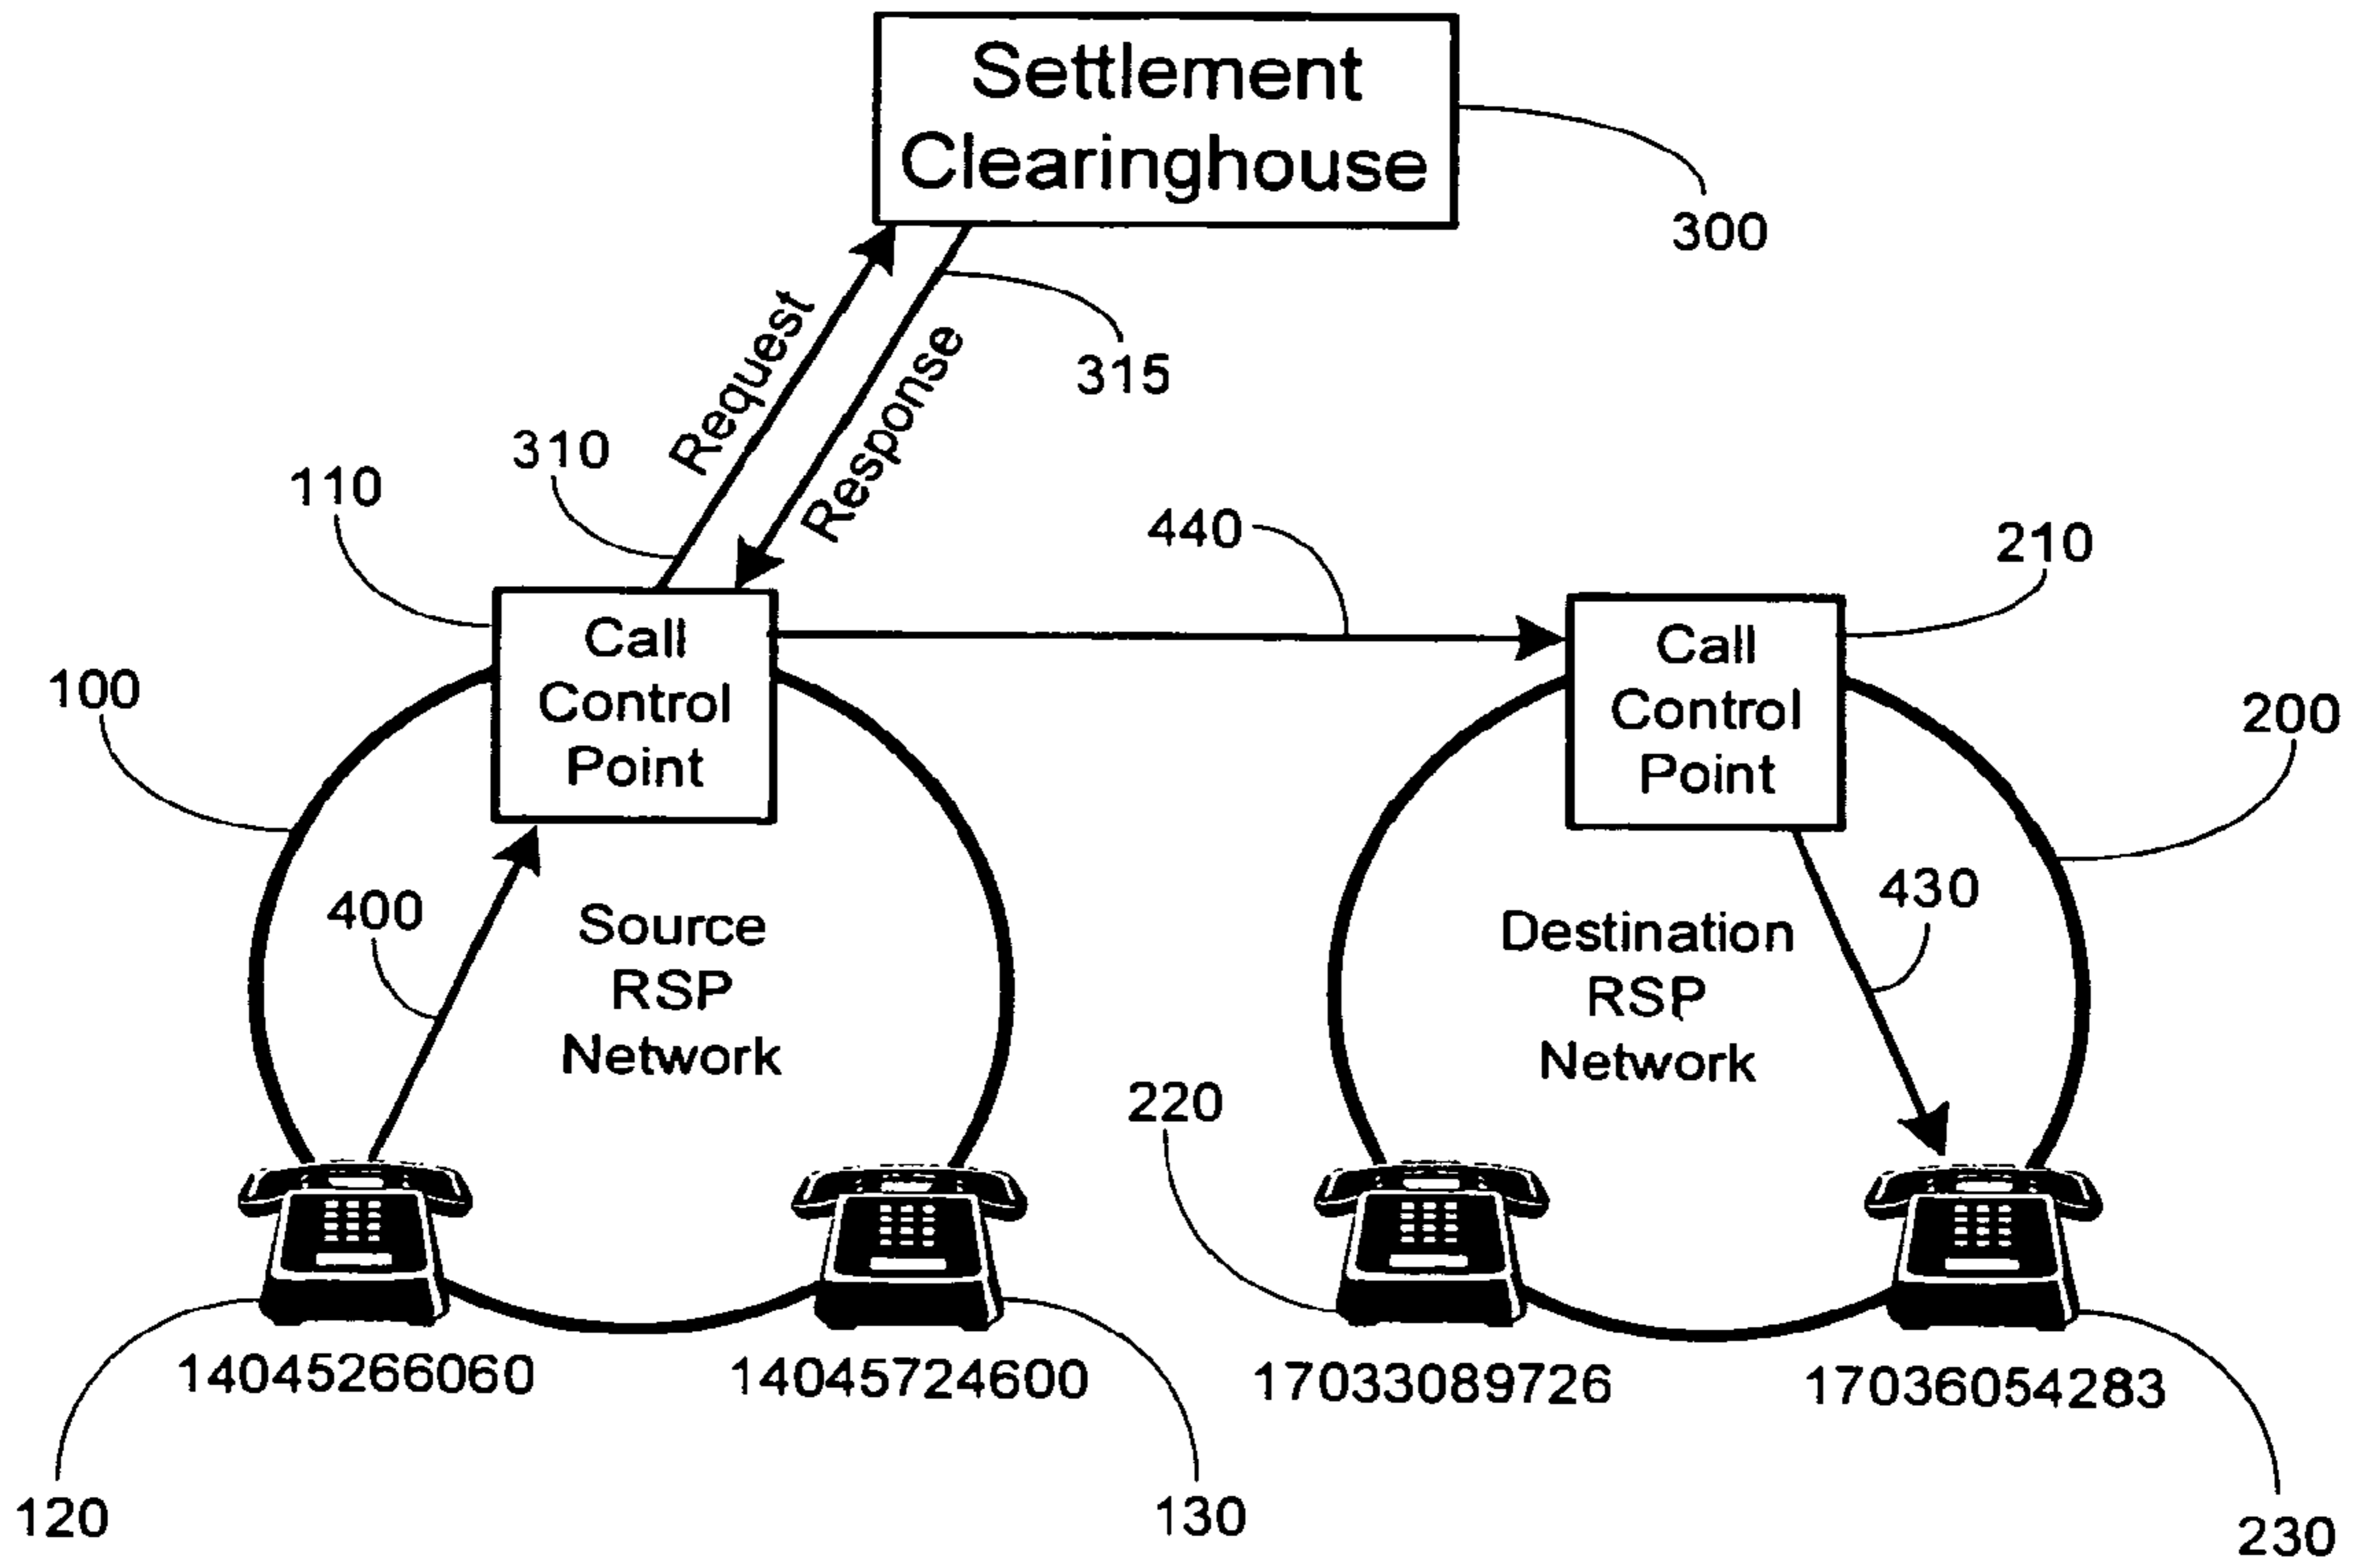 Settlement
Clearinghouse
300
Request
Response
315
310
110
440
210
Call
Control
Point
Call
Control
Point
100
200
400
430
Source
RSP
Network
Destination
RSP
Network
220
14045266060
14045724600
17033089726
17036054283
120
130
230